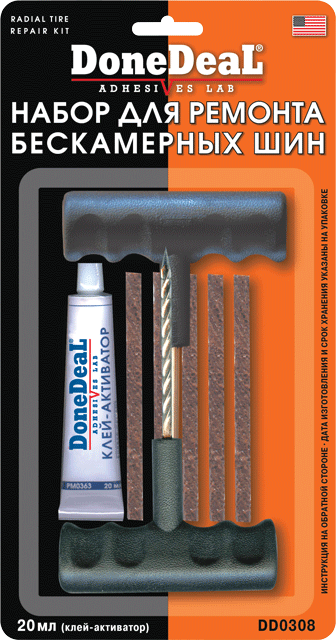 RADIAL TIRE
REPAIR KIT
DoneDeaL®
ADHESIVES LAB
НАБОР ДЛЯ РЕМОНТА
БЕСКАМЕРНЫХ ШИН
DoneDeaL
ADHESIVES LAB
КЛЕЙ-АКТИВАТОР
PM0363 20 мл
ИНСТРУКЦИЯ НА ОБРАТНОЙ СТОРОНЕ - ДАТА ИЗГОТОВЛЕНИЯ И СРОК ХРАНЕНИЯ УКАЗАНЫ НА УПАКОВКЕ
20 МЛ (клей-активатор)
DD0308